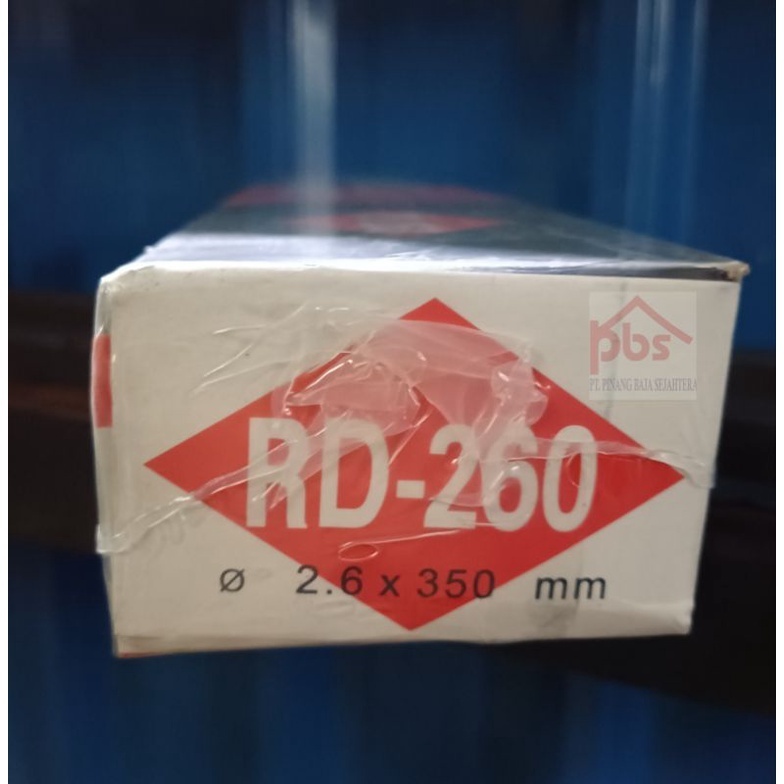 pbs
PT. PINANG BAJA SEJAHTERA
RD-260
Ø 2.6 x 350 mm